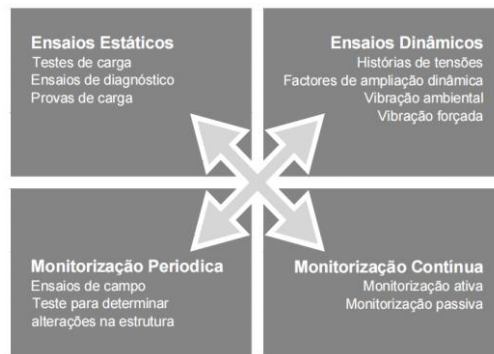 Ensaios Estáticos
Testes de carga
Ensaios de diagnóstico
Provas de carga
Ensaios Dinâmicos
Histórias de tensões
Factores de ampliação dinâmica
Vibração ambiental
Vibração forçada
Monitorização Periodica
Ensaios de campo
Teste para determinar
alterações na estrutura
Monitorização Contínua
Monitorização ativa
Monitorização passiva